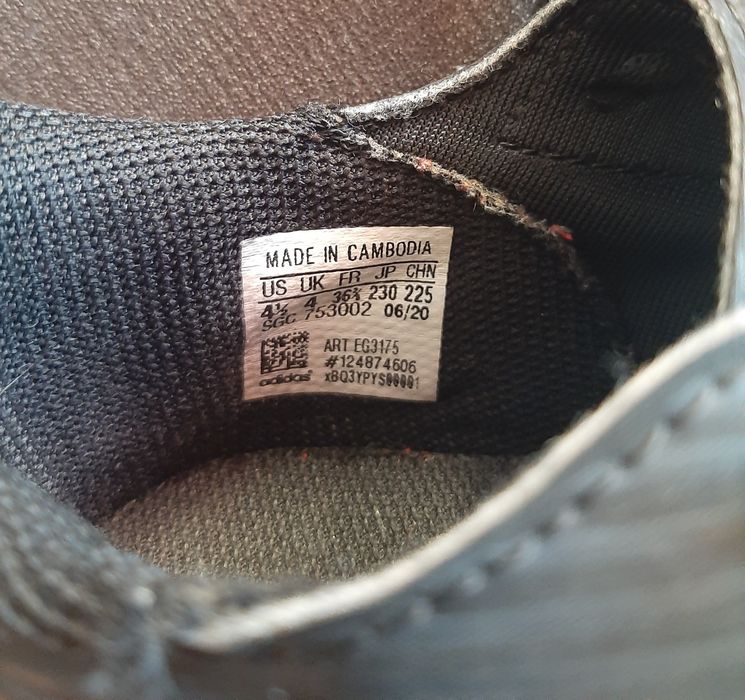 MADE IN CAMBODIA
US UK FR JP CHN
4½ 4 36⅔ 230 225
SGC 753002 06/20
ART EG3175
#124874606
adidas xBQ3YPYS00001